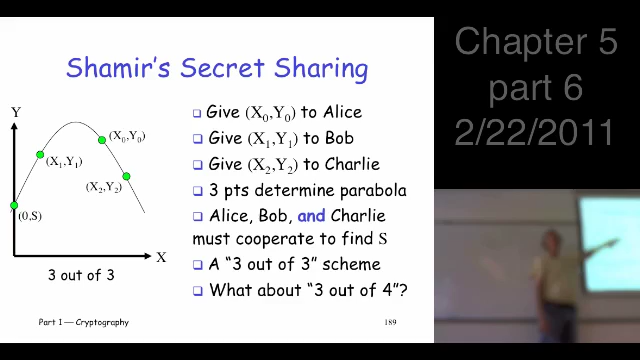 Shamir's Secret Sharing
Y
(X0,Y0)
(X1,Y1)
(X2,Y2)
(0,S)
X
3 out of 3
Give (X0,Y0) to Alice
Give (X1,Y1) to Bob
Give (X2,Y2) to Charlie
3 pts determine parabola
Alice, Bob, and Charlie
must cooperate to find S
A “3 out of 3” scheme
What about “3 out of 4”?
Part 1 — Cryptography
189
Chapter 5
part 6
2/22/2011